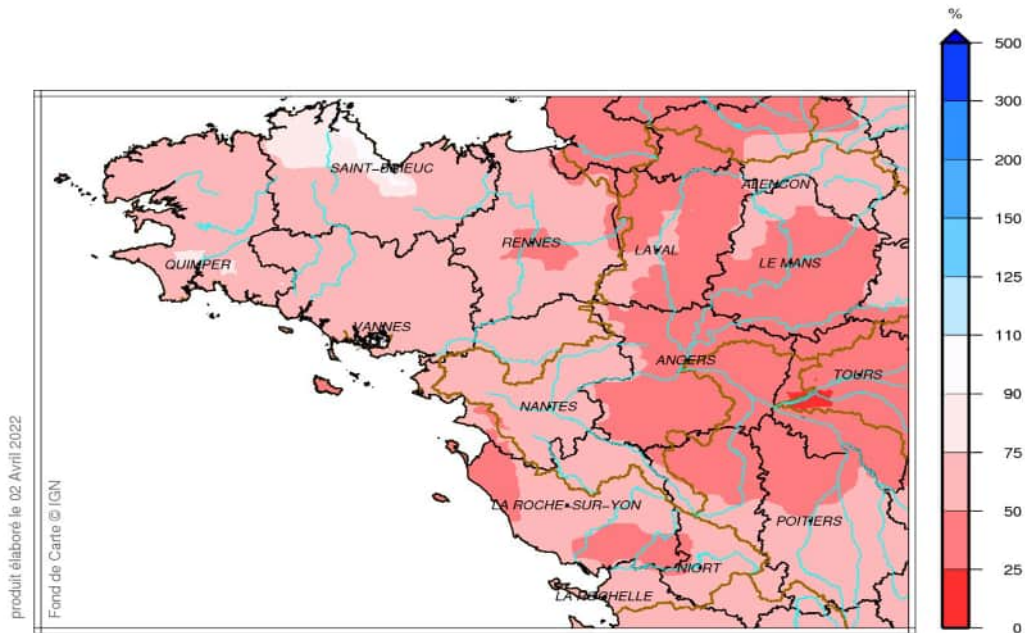 %
500
300
200
150
125
110
90
75
50
25
0
SAINT-BRIEUC
ALENCON
RENNES
LAVAL
LE MANS
QUIMPER
VANNES
ANGERS
TOURS
NANTES
LA ROCHE-SUR-YON
POITIERS
NIORT
LA ROCHELLE
produit élaboré le 02 Avril 2022
Fond de Carte © IGN